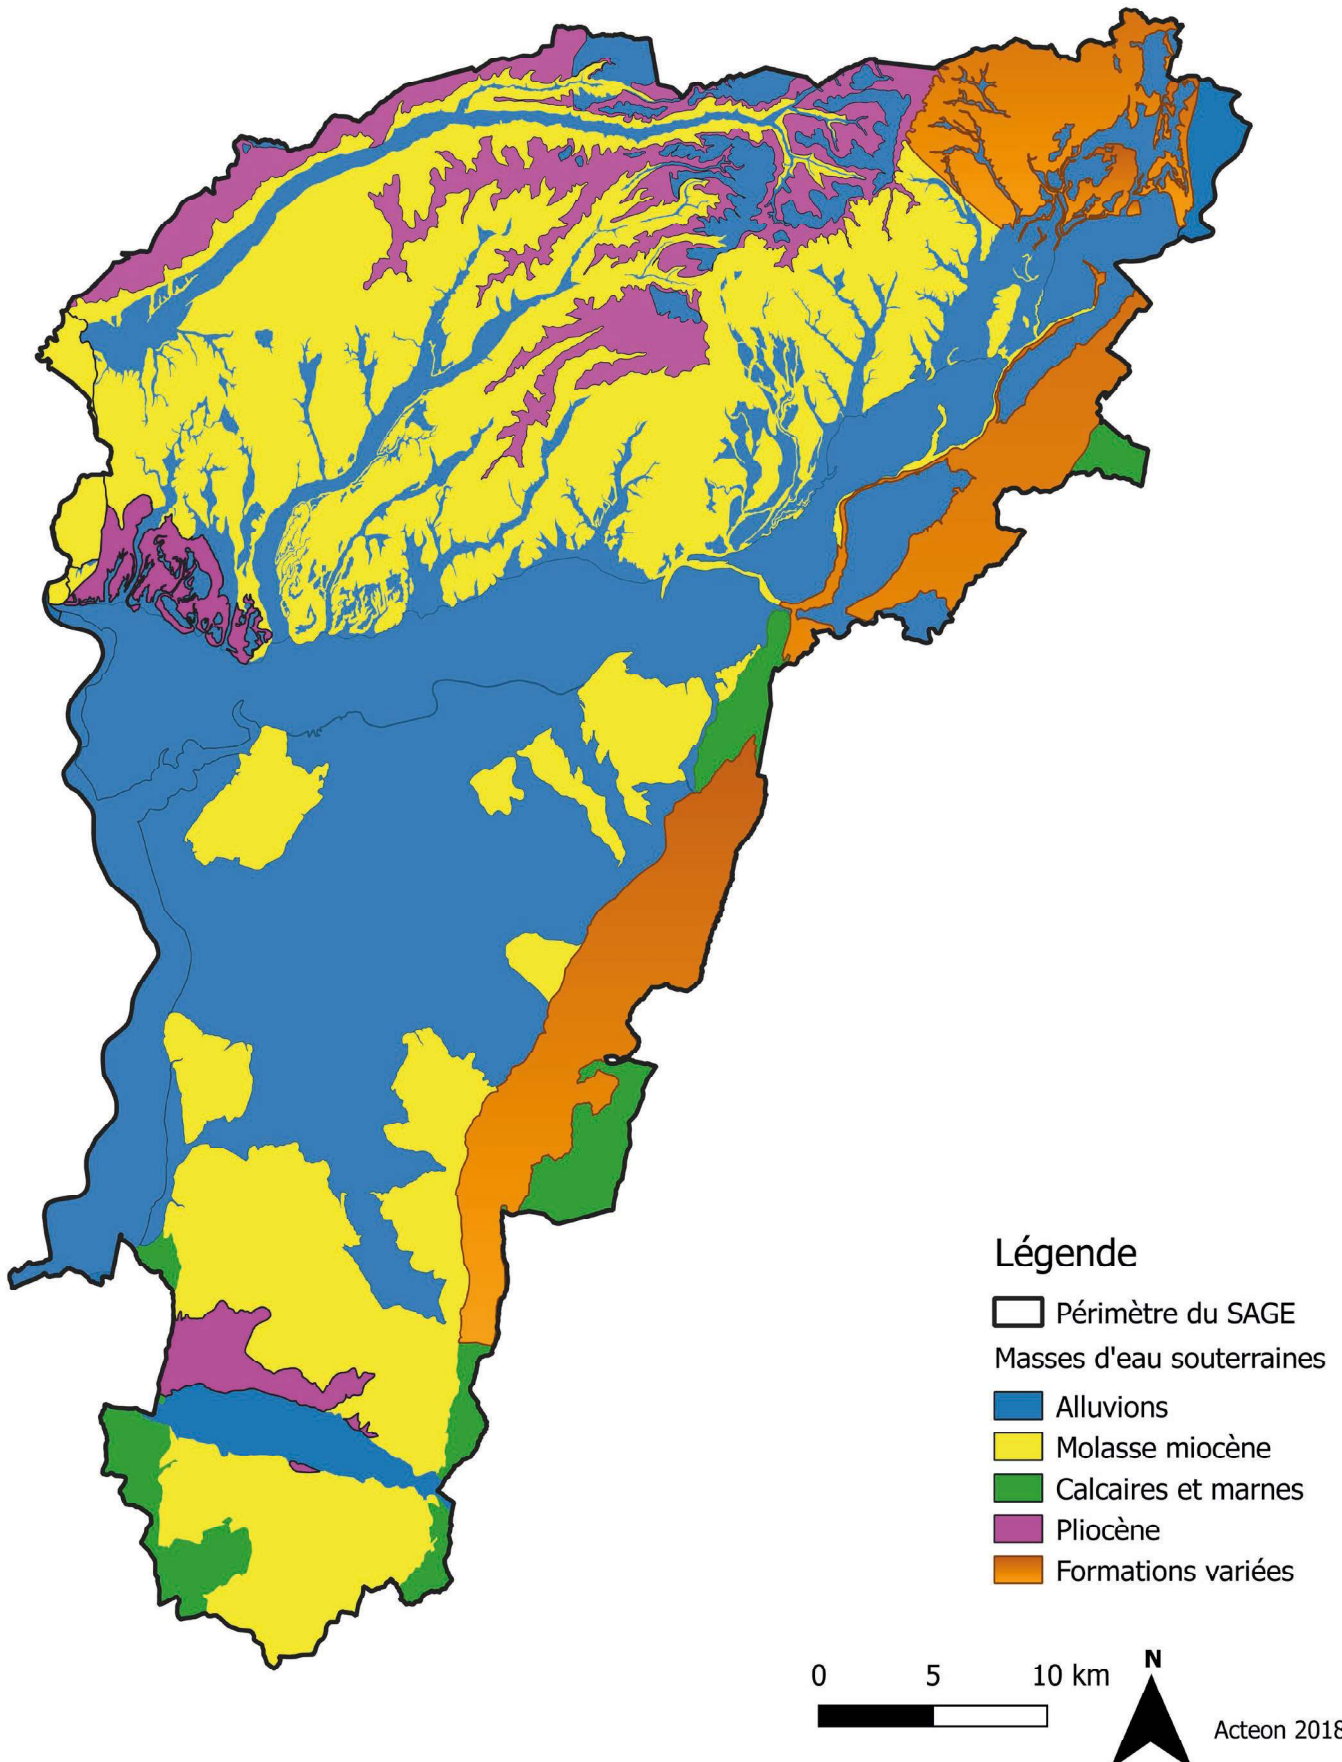 Légende
Périmètre du SAGE
Masses d'eau souterraines
Alluvions
Molasse miocène
Calcaires et marnes
Pliocène
Formations variées
0 5 10 km
N
Acteon 2018